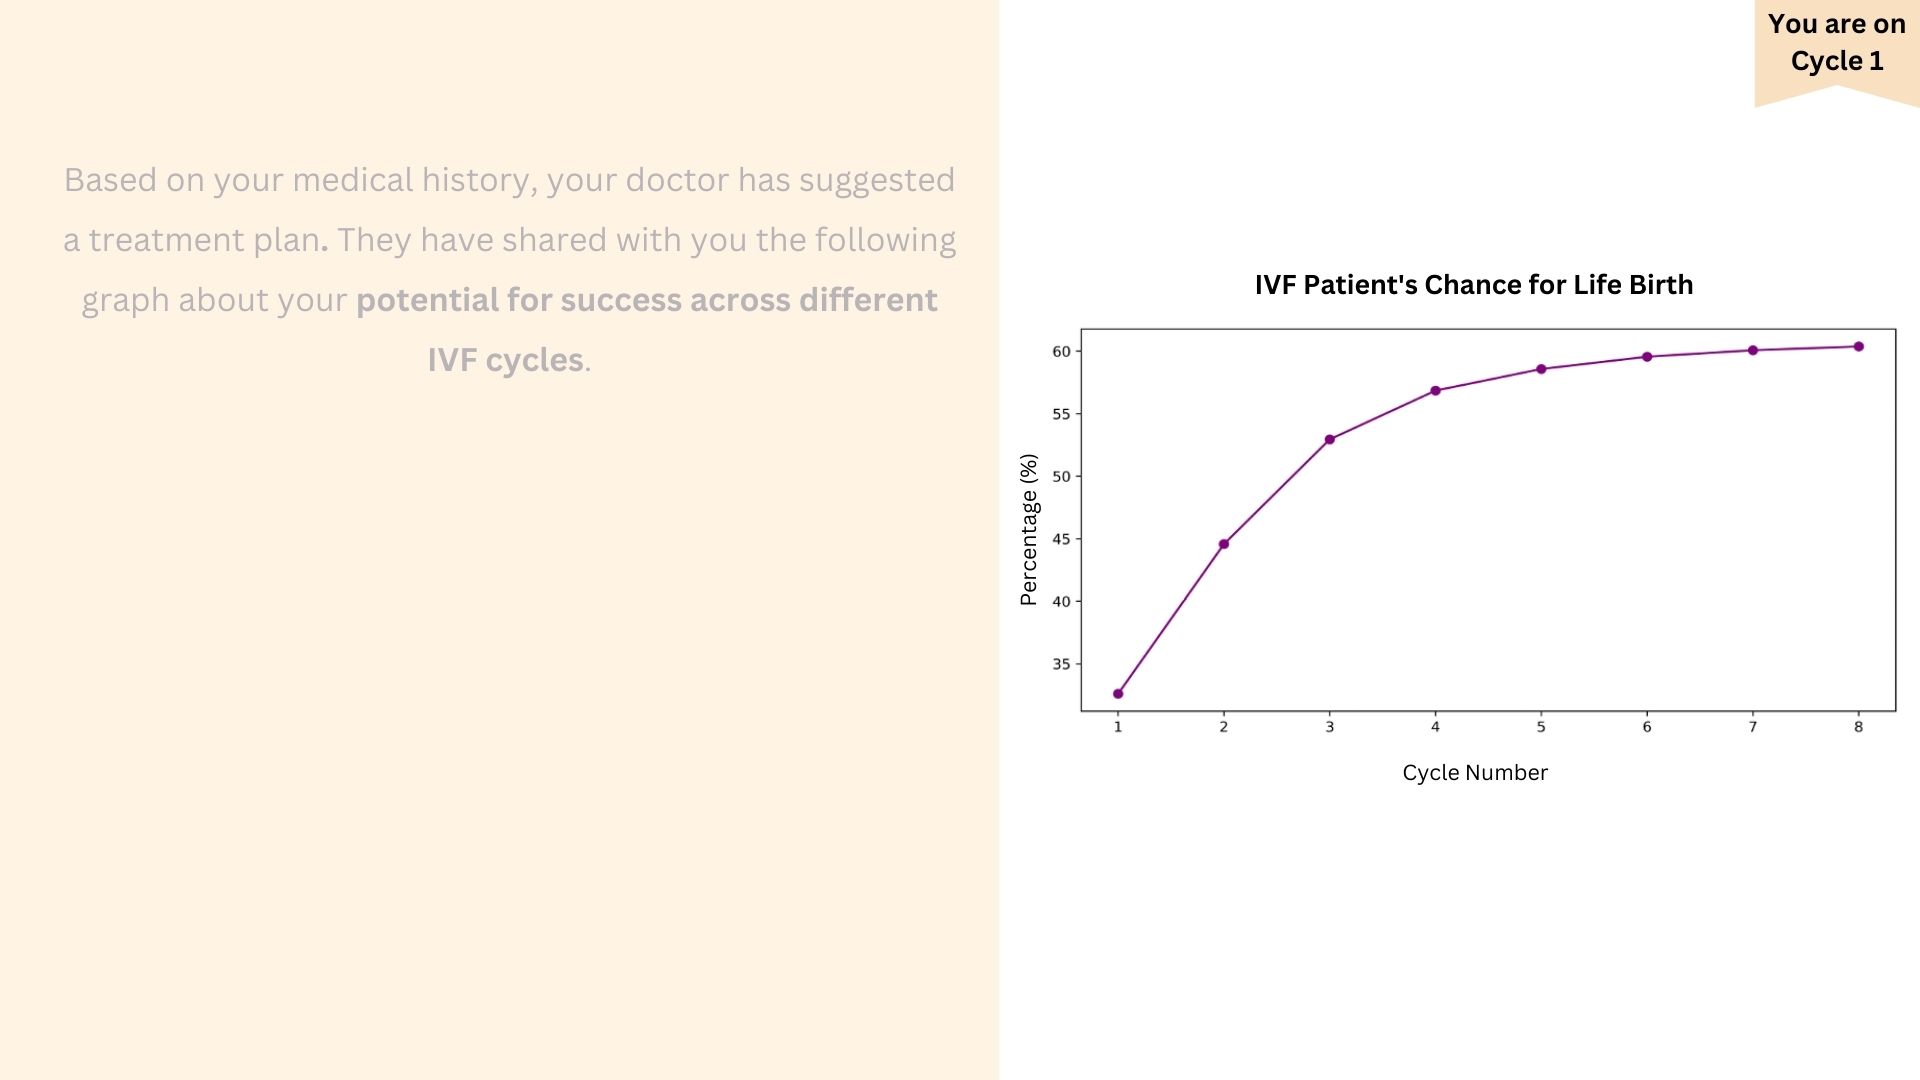 You are on
Cycle 1
Based on your medical history, your doctor has suggested
a treatment plan. They have shared with you the following
graph about your potential for success across different
IVF cycles.
IVF Patient's Chance for Life Birth
Percentage (%)
60
55
50
45
40
35
1 2 3 4 5 6 7 8
Cycle Number